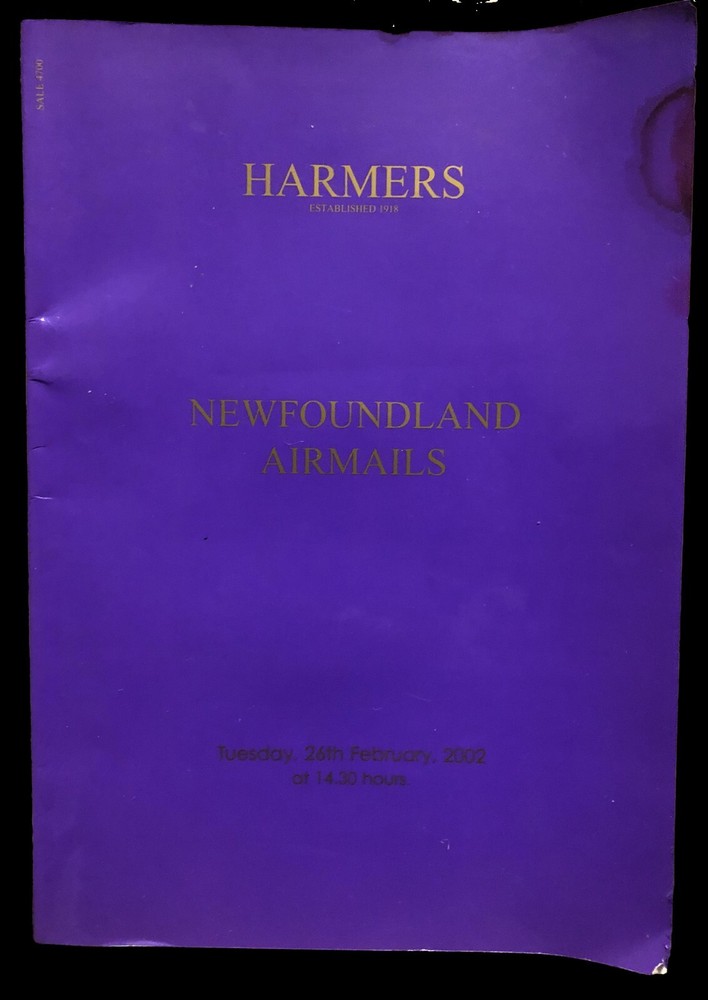 SALE 4700
HARMERS
ESTABLISHED 1918
NEWFOUNDLAND
AIRMAILS
Tuesday, 26th February, 2002
at 14.30 hours.